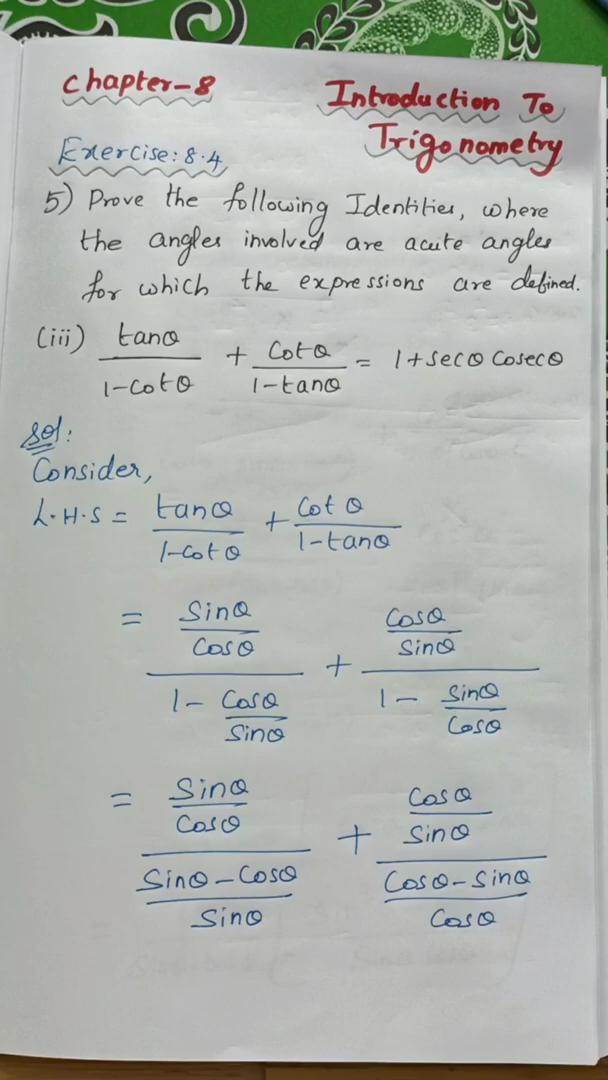 Chapter-8 Introduction To
Trigonometry
Exercise: 8.4
5) Prove the following Identities, where
the angles involved are acute angles
for which the expressions are defined.
(iii) tanθ/1-cotθ + cotθ/1-tanθ = 1+secθ cosecθ
Sol:
Consider,
L.H.S = tanθ/1-cotθ + cotθ/1-tanθ
= (sinθ/cosθ)/(1 - cosθ/sinθ) + (cosθ/sinθ)/(1 - sinθ/cosθ)
= (sinθ/cosθ)/((sinθ-cosθ)/sinθ) + (cosθ/sinθ)/((cosθ-sinθ)/cosθ)